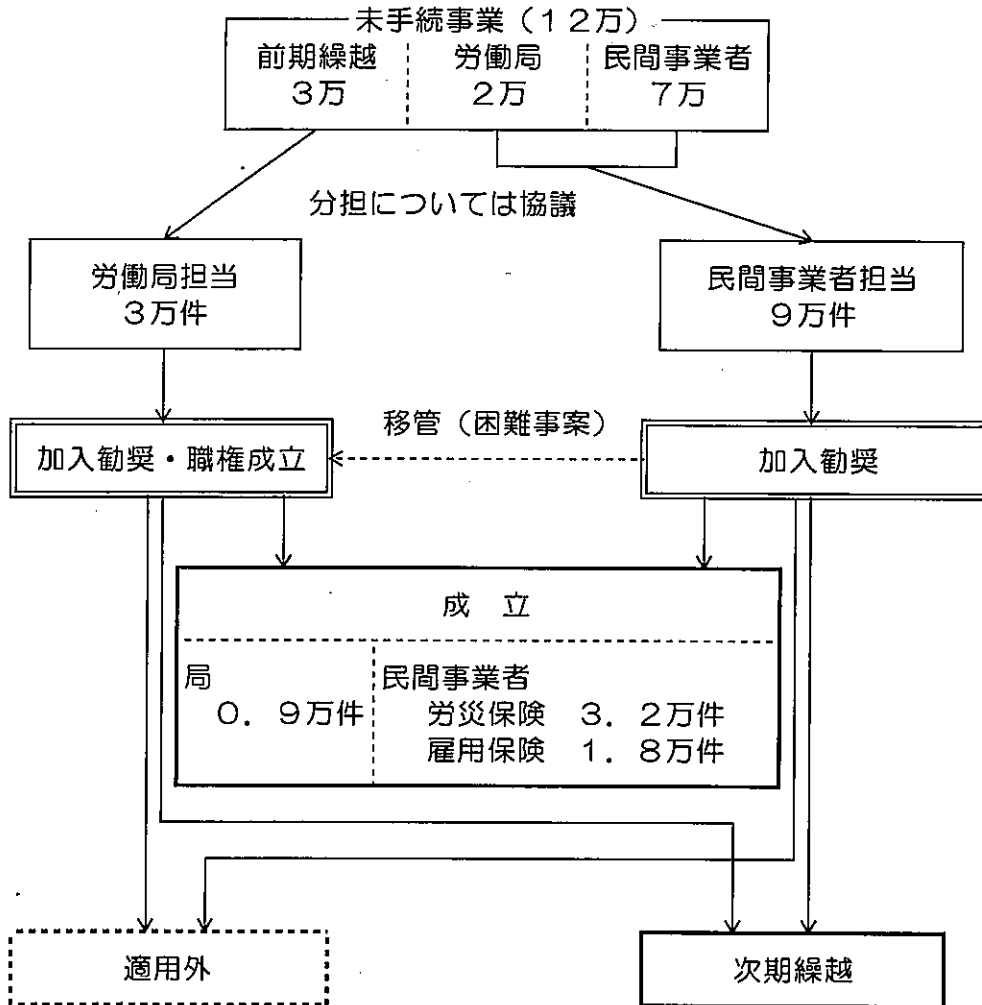 未手続事業(12万)
前期繰越 労働局 民間事業者
3万 2万 7万
分担については協議
労働局担当
3万件
民間事業者担当
9万件
移管(困難事案)
加入勧奨・職権成立
加入勧奨
成立
局
0.9万件
民間事業者
労災保険 3.2万件
雇用保険 1.8万件
適用外
次期繰越